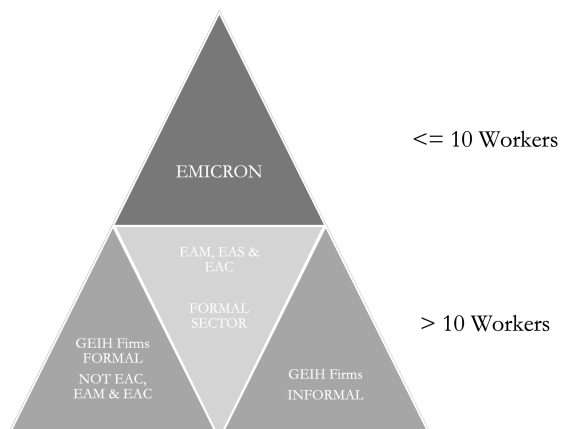 <= 10 Workers
EMICRON
EAM, EAS &
EAC
FORMAL
SECTOR
> 10 Workers
GEIH Firms
FORMAL
NOT EAC,
EAM & EAC
GEIH Firms
INFORMAL